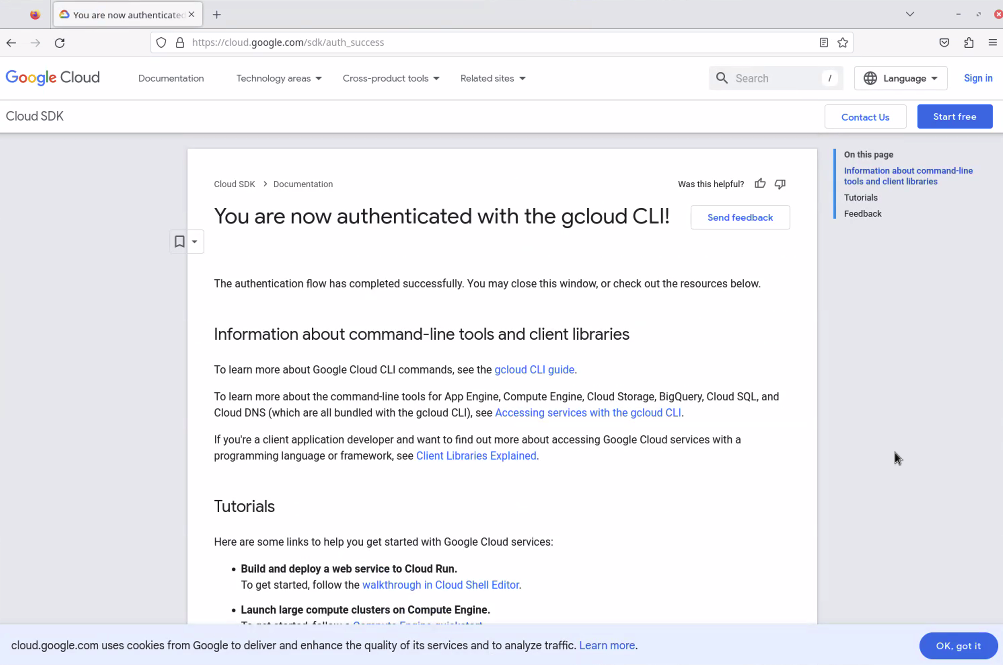 You are now authenticated
https://cloud.google.com/sdk/auth_success
Google Cloud
Documentation
Technology areas
Cross-product tools
Related sites
Search
/
Language
Sign in
Cloud SDK
Contact Us
Start free
Cloud SDK > Documentation
Was this helpful?
You are now authenticated with the gcloud CLI!
Send feedback
The authentication flow has completed successfully. You may close this window, or check out the resources below.
Information about command-line tools and client libraries
To learn more about Google Cloud CLI commands, see the gcloud CLI guide.
To learn more about the command-line tools for App Engine, Compute Engine, Cloud Storage, BigQuery, Cloud SQL, and
Cloud DNS (which are all bundled with the gcloud CLI), see Accessing services with the gcloud CLI.
If you're a client application developer and want to find out more about accessing Google Cloud services with a
programming language or framework, see Client Libraries Explained.
Tutorials
Here are some links to help you get started with Google Cloud services:
• Build and deploy a web service to Cloud Run.
To get started, follow the walkthrough in Cloud Shell Editor.
• Launch large compute clusters on Compute Engine.
To get started, follow a Compute Engine quickstart
On this page
Information about command-line
tools and client libraries
Tutorials
Feedback
cloud.google.com uses cookies from Google to deliver and enhance the quality of its services and to analyze traffic. Learn more.
OK, got it